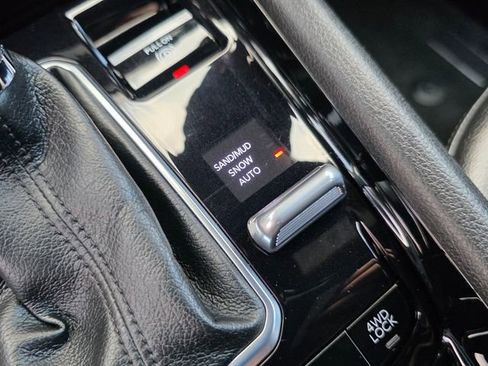 PULL ON
SAND/MUD
SNOW
AUTO
4WD
LOCK